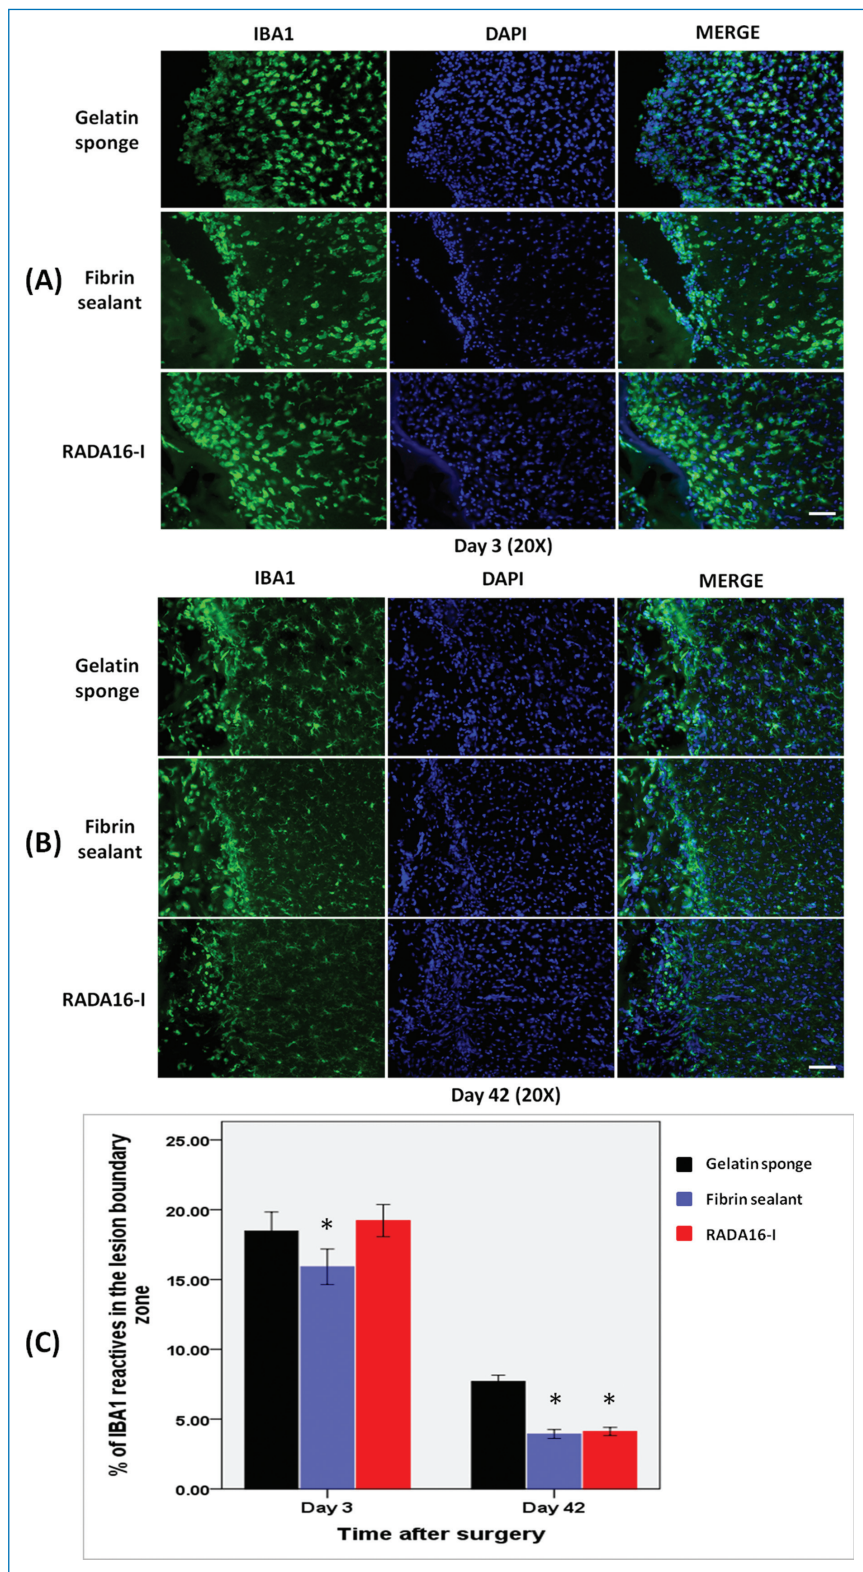 IBA1 DAPI MERGE
Gelatin
sponge
(A)
Fibrin
sealant
RADA16-I
Day 3 (20X)
IBA1 DAPI MERGE
Gelatin
sponge
(B)
Fibrin
sealant
RADA16-I
Day 42 (20X)
(C)
% of IBA1 reactives in the lesion boundary
zone
25.00
20.00
15.00
10.00
5.00
0.00
*
* *
Day 3 Day 42
Time after surgery
Gelatin sponge
Fibrin sealant
RADA16-I